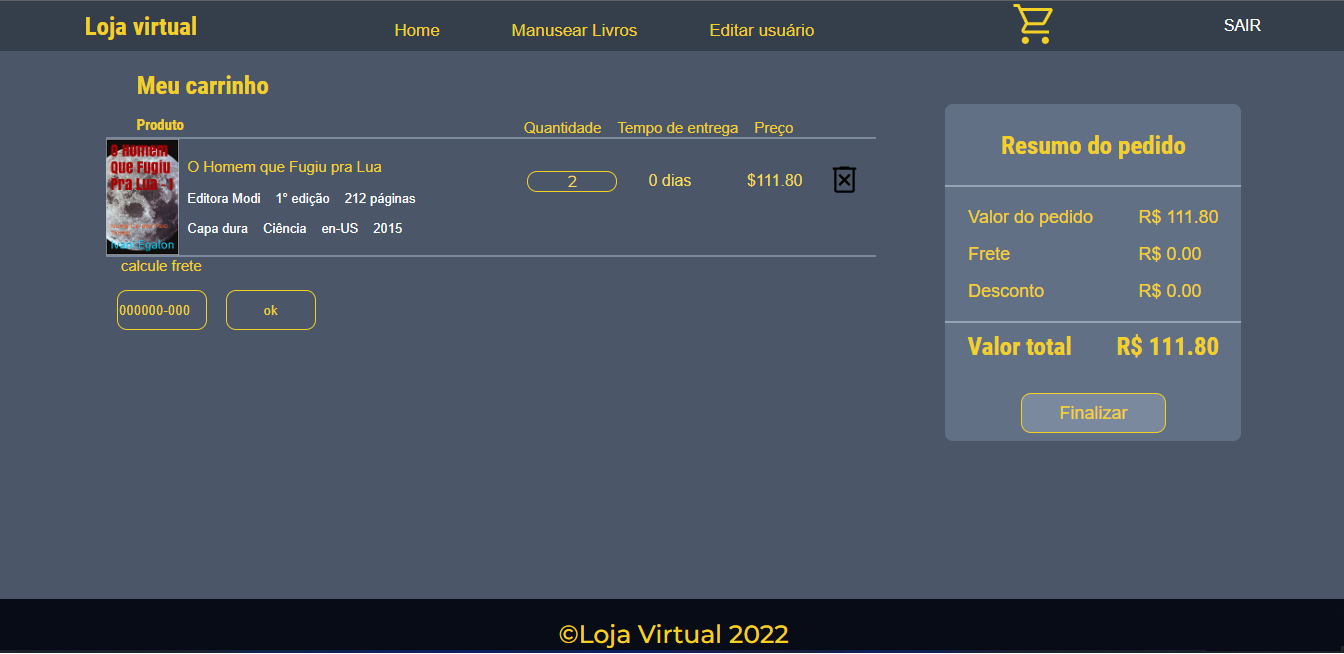 Loja virtual Home Manusear Livros Editar usuário SAIR
Meu carrinho
Produto Quantidade Tempo de entrega Preço
O Homem
que Fugiu
Pra Lua - 1
Egalon
O Homem que Fugiu pra Lua
Editora Modi 1° edição 212 páginas
Capa dura Ciência en-US 2015
2 0 dias $111.80
calcule frete
000000-000 ok
Resumo do pedido
Valor do pedido R$ 111.80
Frete R$ 0.00
Desconto R$ 0.00
Valor total R$ 111.80
Finalizar
©Loja Virtual 2022